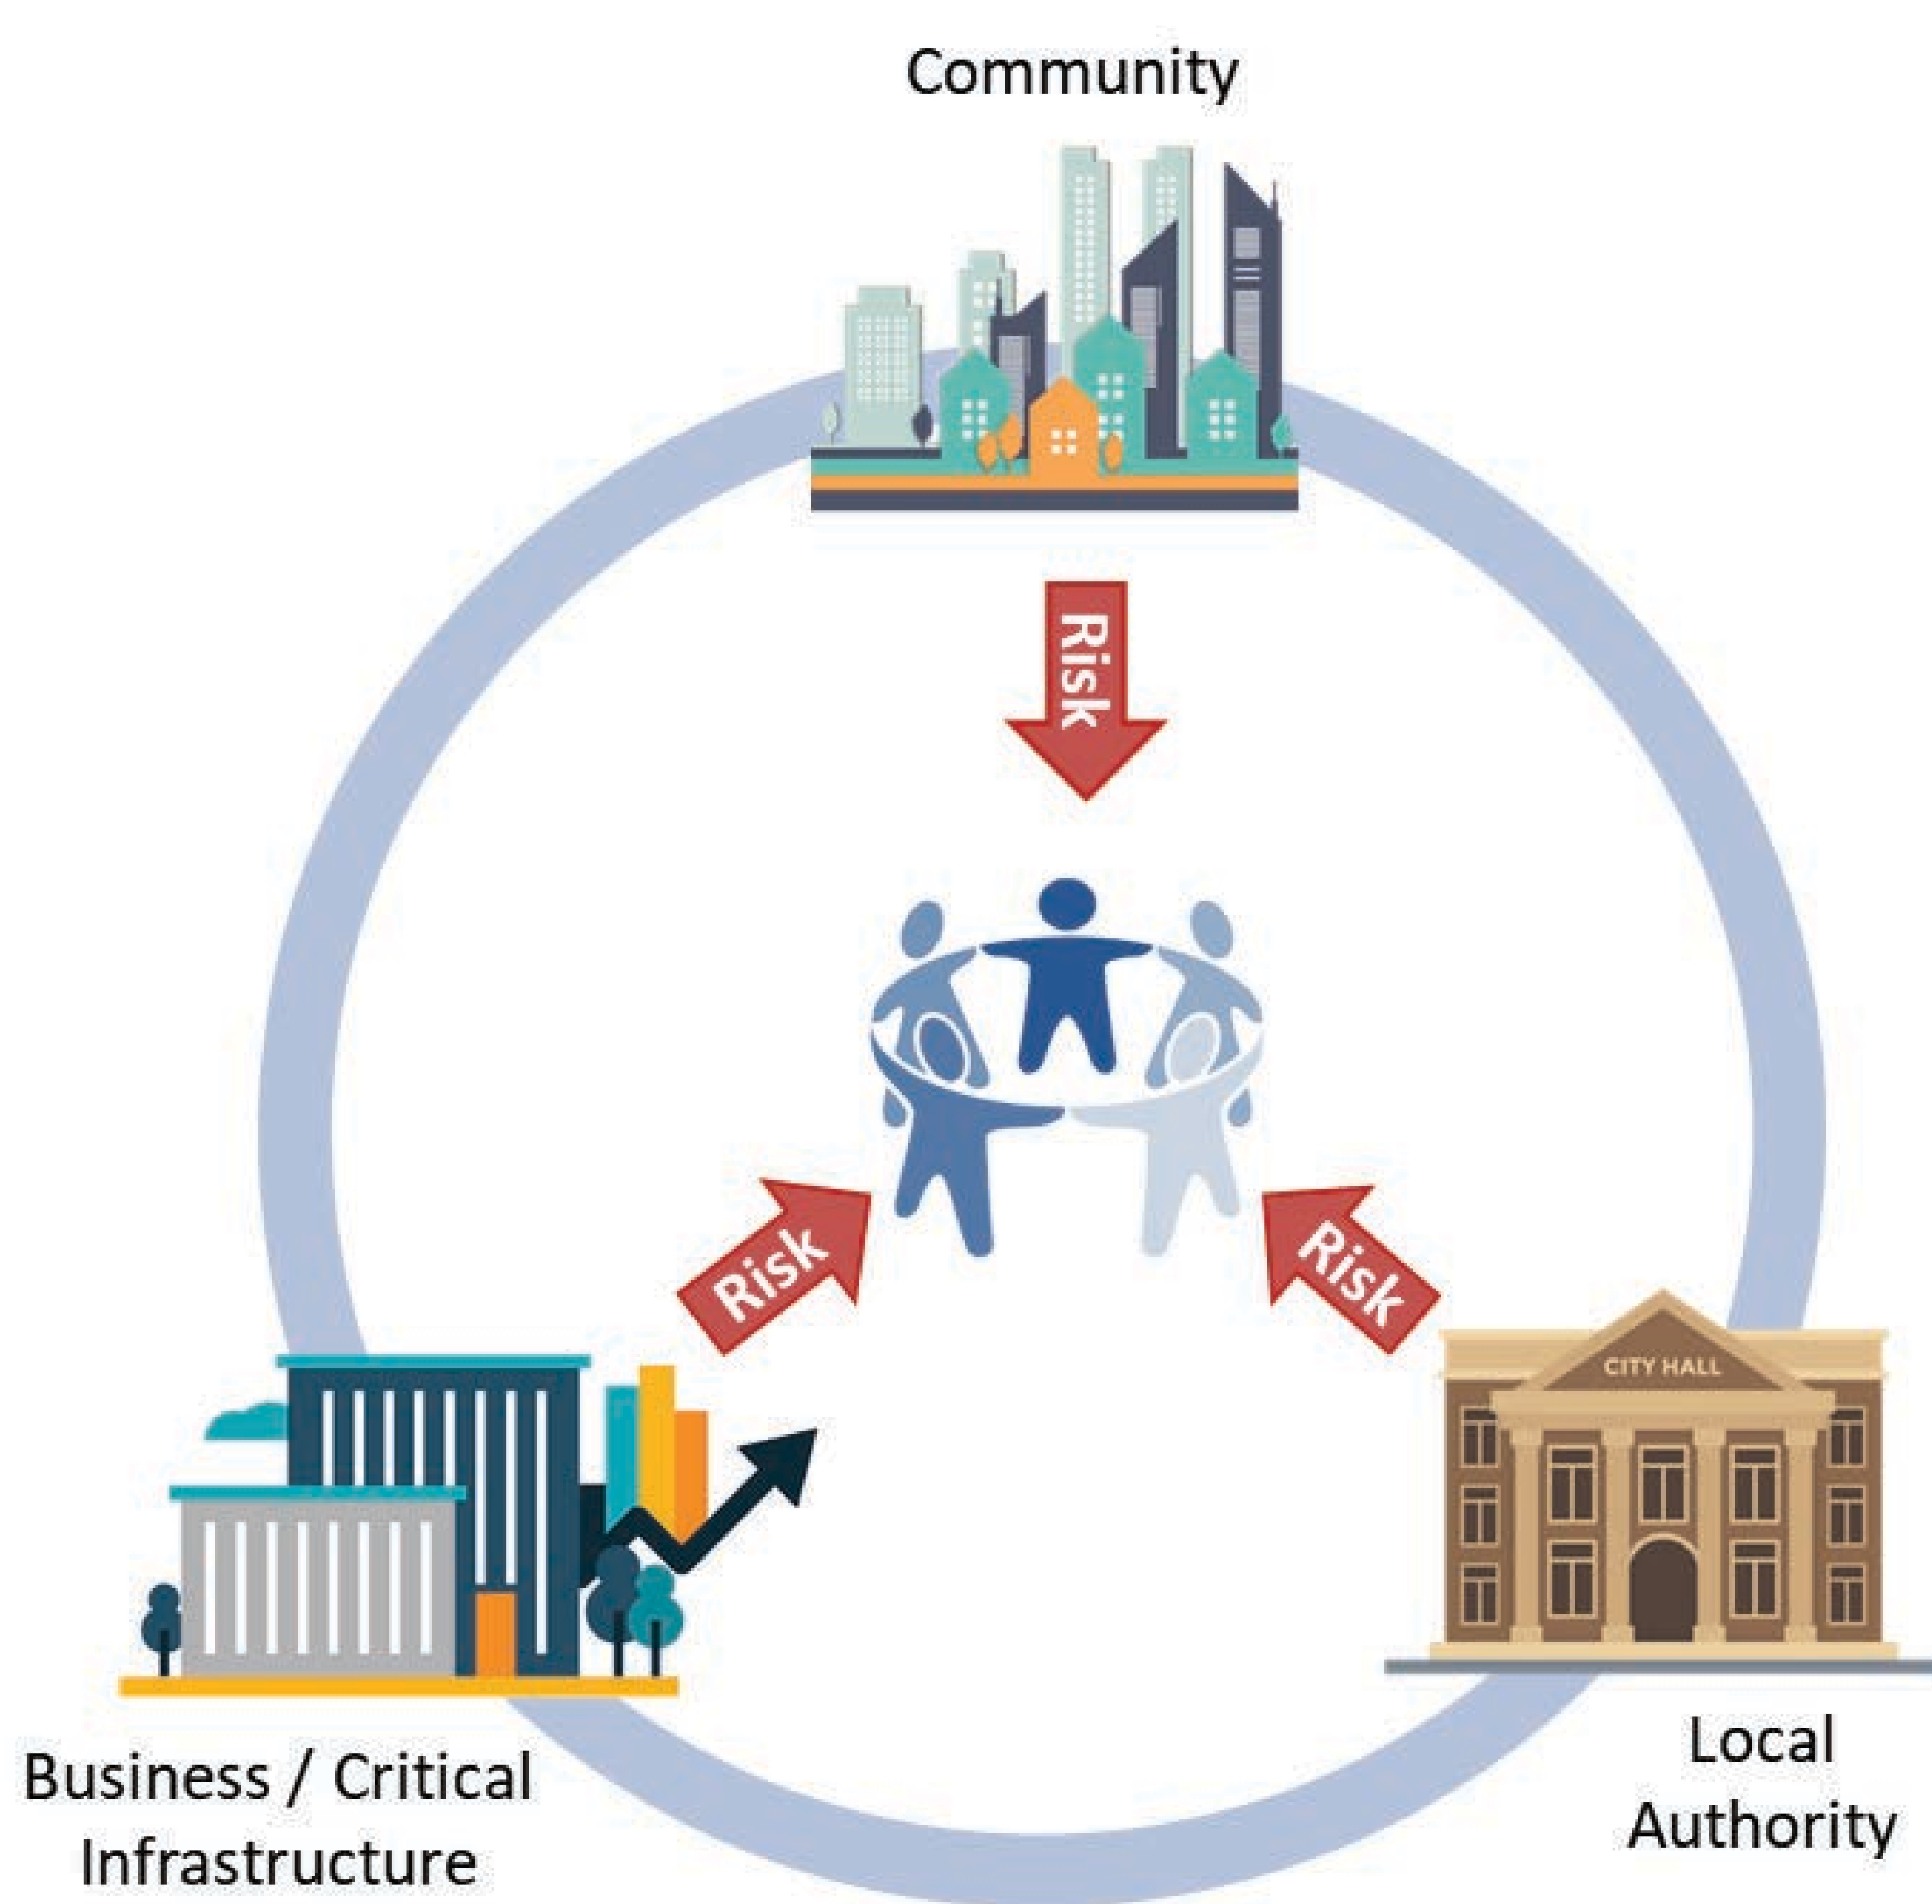 Community
Risk
Risk
Risk
CITY HALL
Business / Critical
Infrastructure
Local
Authority